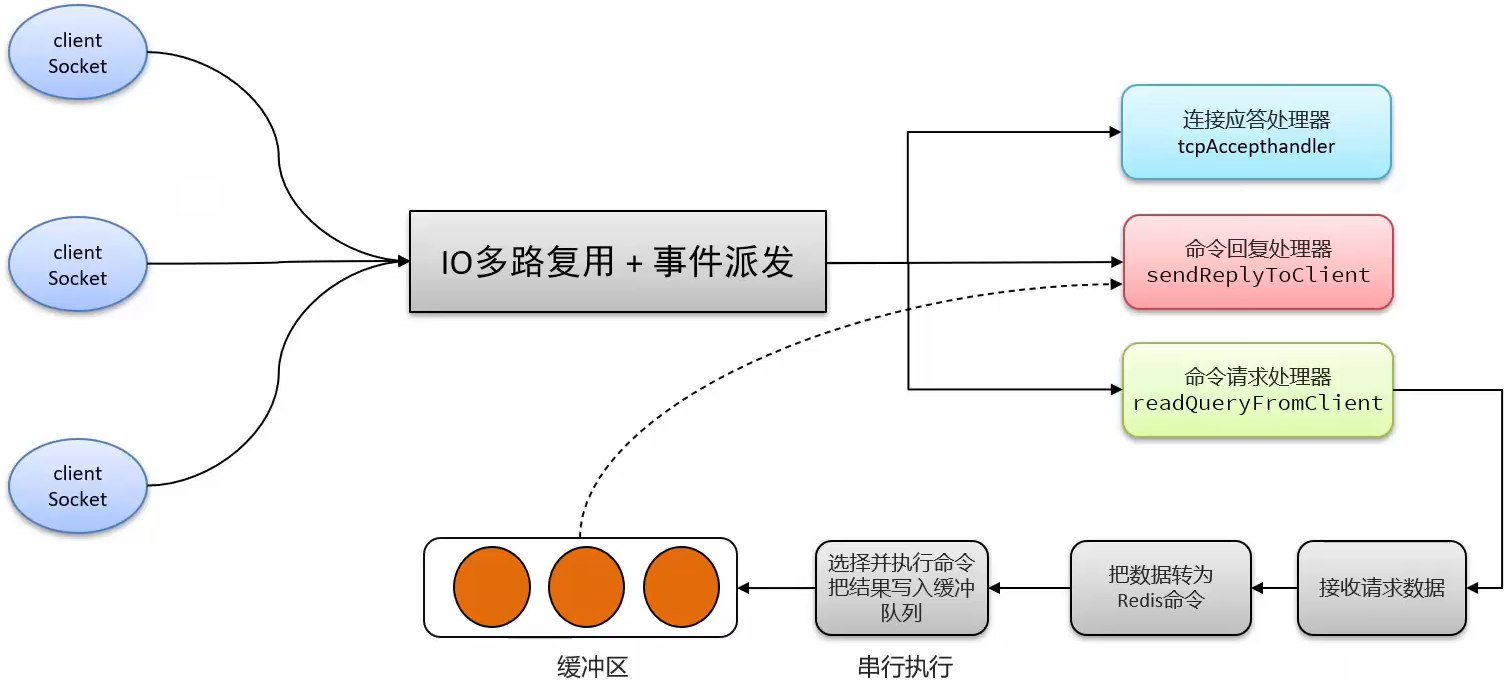 client
Socket
client
Socket
client
Socket
IO多路复用 + 事件派发
连接应答处理器
tcpAccepthandler
命令回复处理器
sendReplyToClient
命令请求处理器
readQueryFromClient
接收请求数据
把数据转为
Redis命令
选择并执行命令
把结果写入缓冲
队列
缓冲区
串行执行